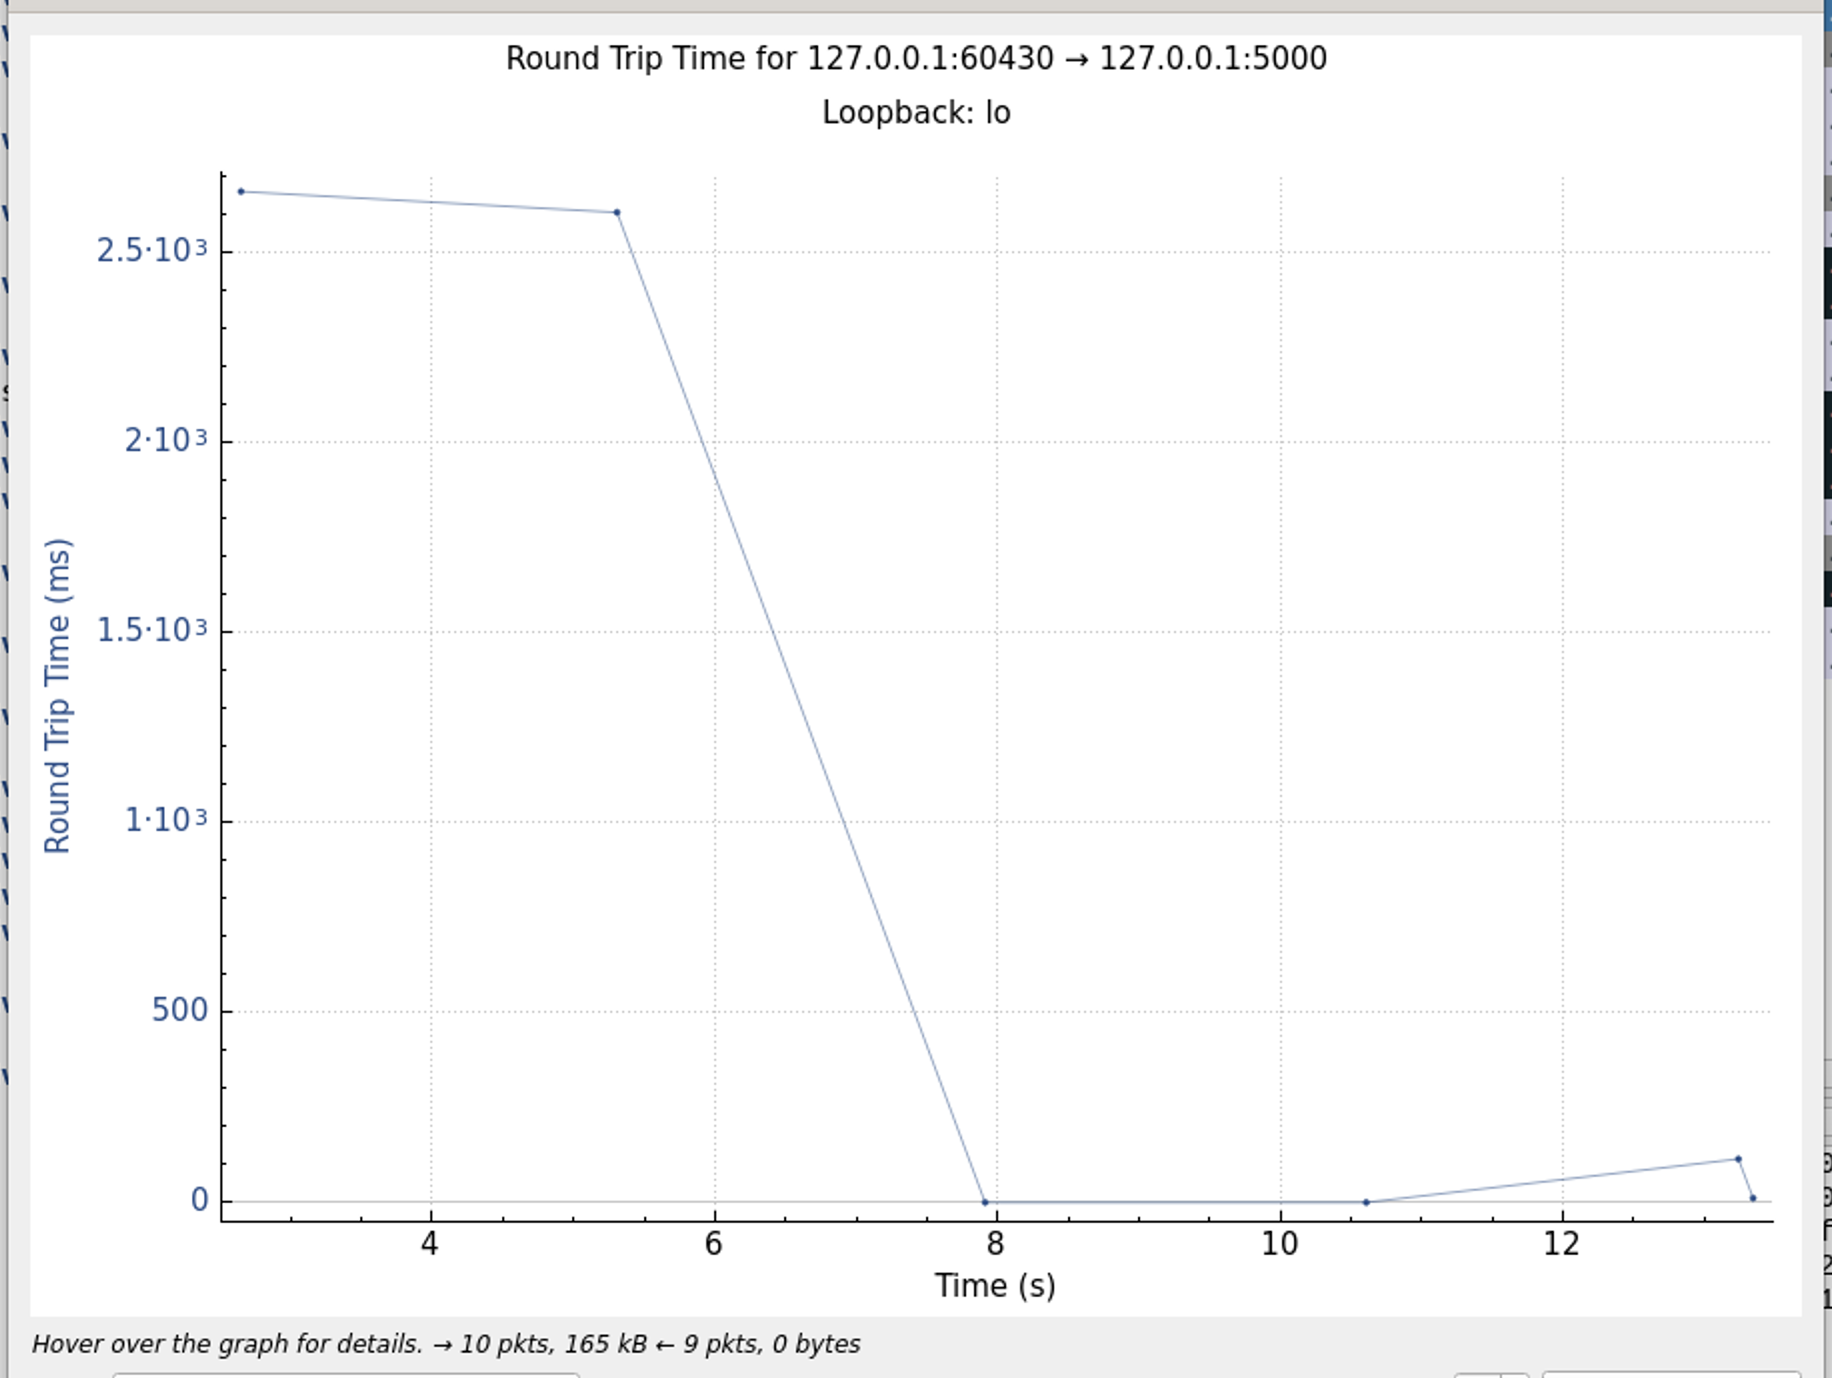 Round Trip Time for 127.0.0.1:60430 → 127.0.0.1:5000
Loopback: lo
Round Trip Time (ms)
2.5·10³
2·10³
1.5·10³
1·10³
500
0
4 6 8 10 12
Time (s)
Hover over the graph for details. → 10 pkts, 165 kB ← 9 pkts, 0 bytes